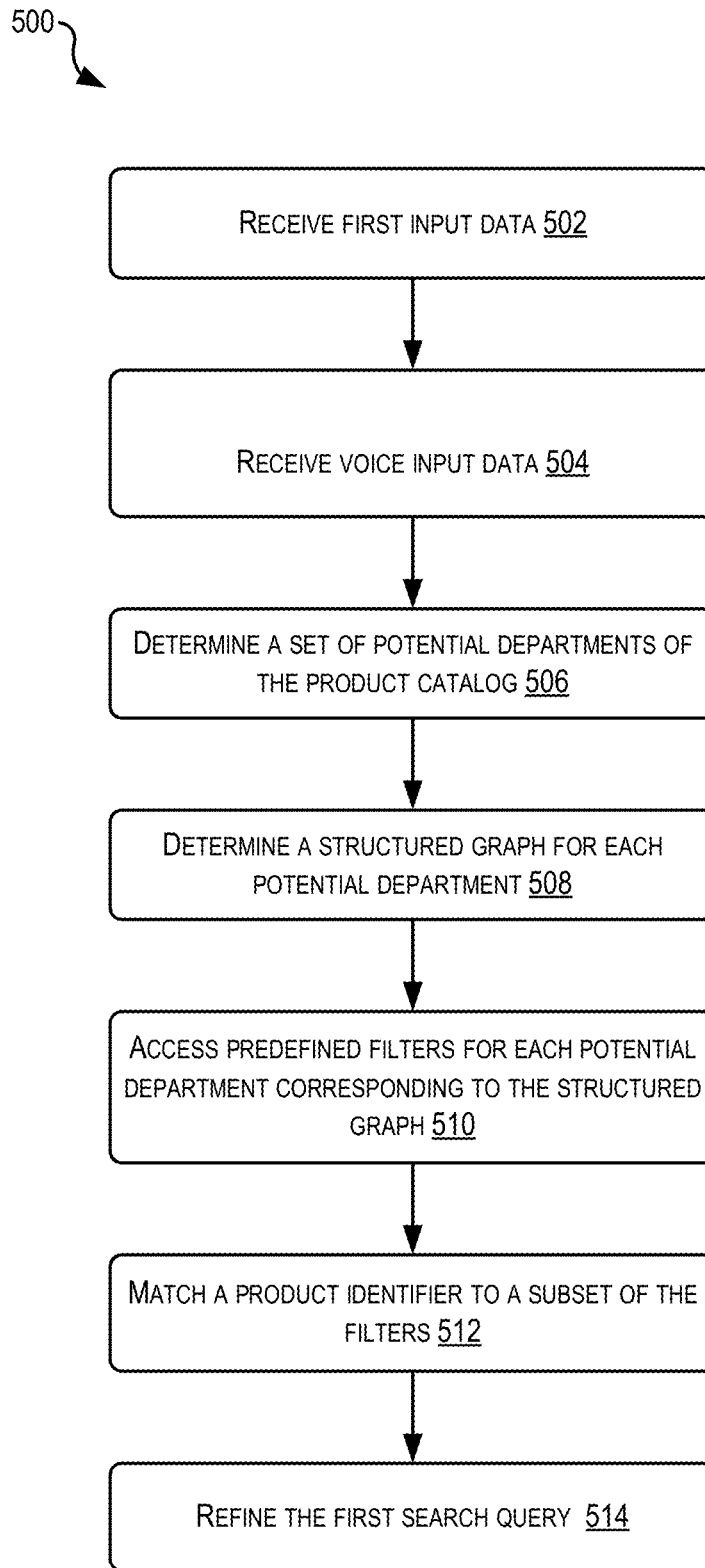 500
RECEIVE FIRST INPUT DATA 502
RECEIVE VOICE INPUT DATA 504
DETERMINE A SET OF POTENTIAL DEPARTMENTS OF
THE PRODUCT CATALOG 506
DETERMINE A STRUCTURED GRAPH FOR EACH
POTENTIAL DEPARTMENT 508
ACCESS PREDEFINED FILTERS FOR EACH POTENTIAL
DEPARTMENT CORRESPONDING TO THE STRUCTURED
GRAPH 510
MATCH A PRODUCT IDENTIFIER TO A SUBSET OF THE
FILTERS 512
REFINE THE FIRST SEARCH QUERY 514